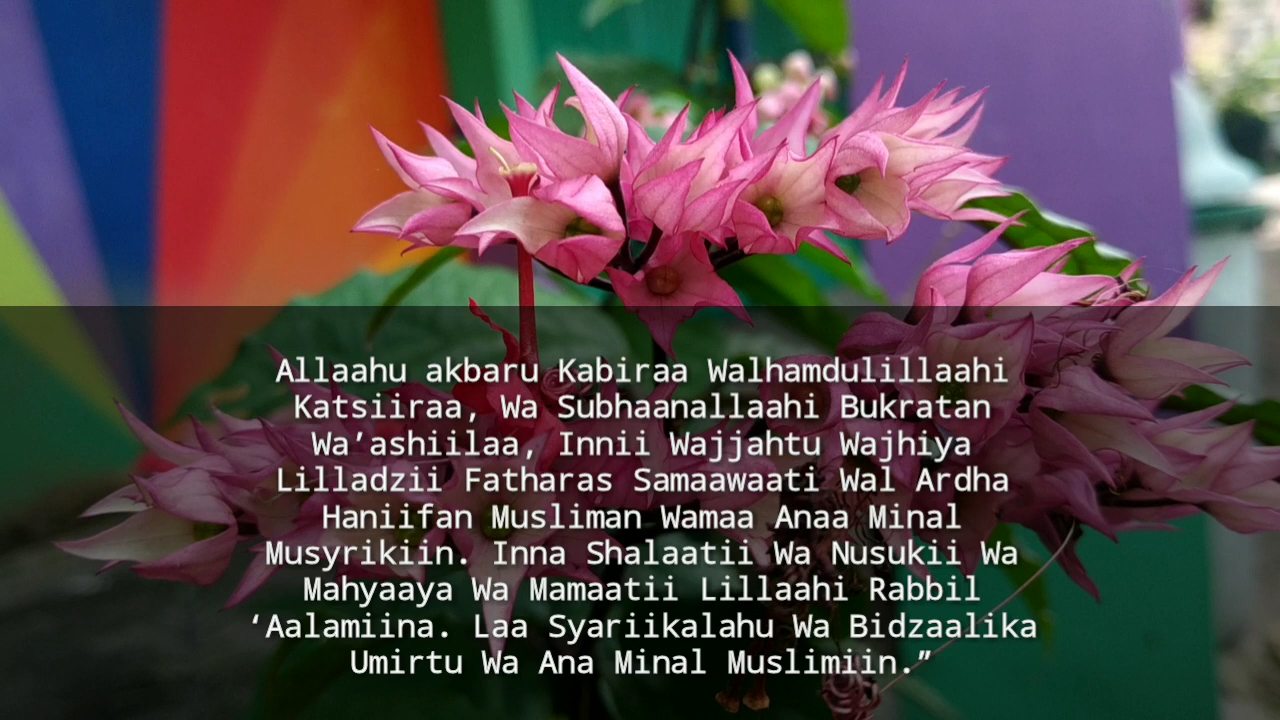 Allaahu akbaru Kabiraa Walhamdulillaahi
Katsiiraa, Wa Subhaanallaahi Bukratan
Wa’ashiilaa, Innii Wajjahtu Wajhiya
Lilladzii Fatharas Samaawaati Wal Ardha
Haniifan Musliman Wamaa Anaa Minal
Musyrikiin. Inna Shalaatii Wa Nusukii Wa
Mahyaaya Wa Mamaatii Lillaahi Rabbil
‘Aalamiina. Laa Syariikalahu Wa Bidzaalika
Umirtu Wa Ana Minal Muslimiin.”